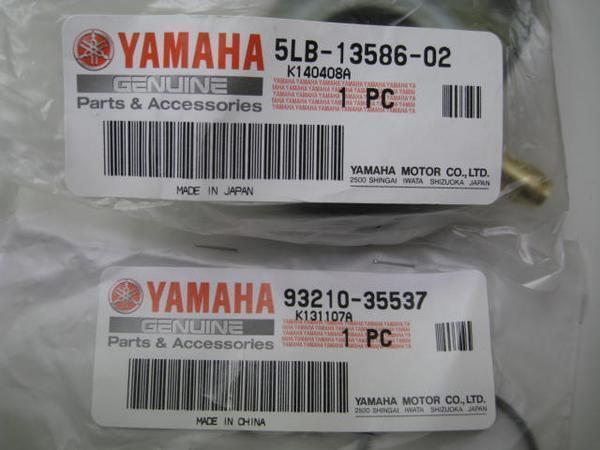 YAMAHA 5LB-13586-02
GENUINE K140408A
Parts & Accessories 1 PC
MADE IN JAPAN
YAMAHA MOTOR CO.,LTD.
2500 SHINGAI IWATA SHIZUOKA JAPAN
YAMAHA 93210-35537
GENUINE K131107A
Parts & Accessories 1 PC
MADE IN CHINA
YAMAHA MOTOR CO.,LTD.
2500 SHINGAI IWATA SHIZUOKA JAPAN